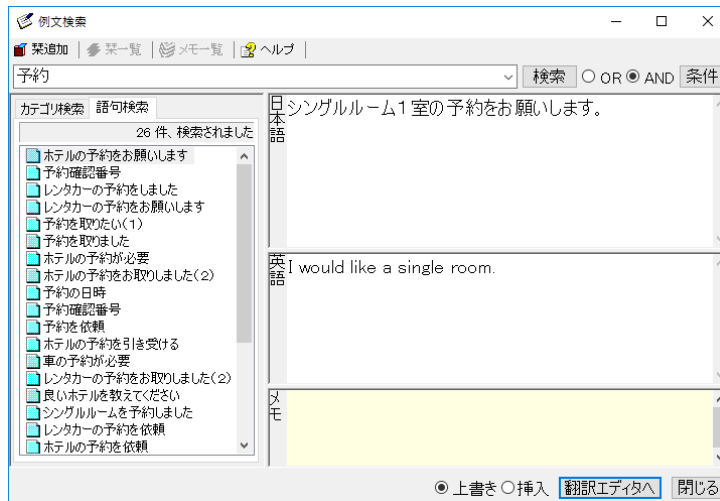 例文検索
栞追加 栞一覧 メモ一覧 ヘルプ
予約 検索 OR AND 条件
カテゴリ検索 語句検索
26 件、検索されました
ホテルの予約をお願いします
予約確認番号
レンタカーの予約をしました
レンタカーの予約をお願いします
予約を取りたい(1)
予約を取りました
ホテルの予約が必要
ホテルの予約をお取りしました(2)
予約の日時
予約確認番号
予約を依頼
ホテルの予約を引き受ける
車の予約が必要
レンタカーの予約をお取りしました(2)
良いホテルを教えてください
シングルルームを予約しました
レンタカーの予約を依頼
ホテルの予約を依頼
日本語
シングルルーム1室の予約をお願いします。
英語
I would like a single room.
メモ
上書き 挿入 翻訳エディタへ 閉じる